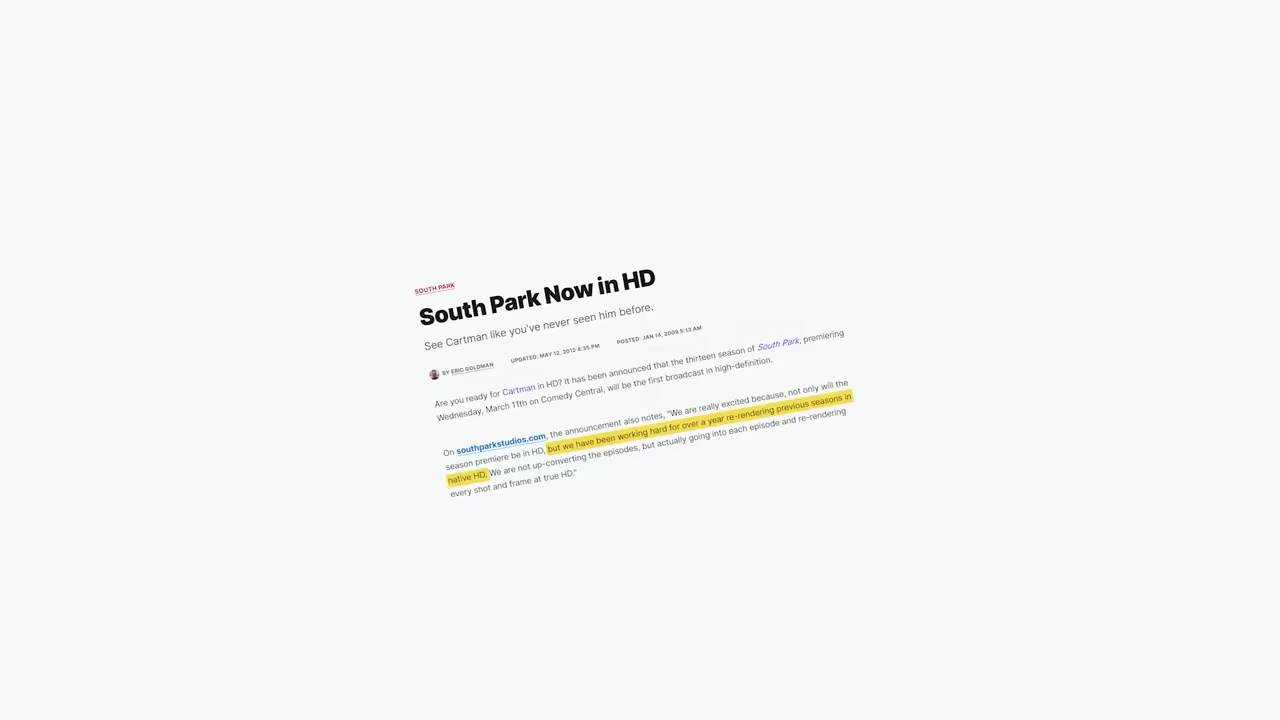 SOUTH PARK
South Park Now in HD
See Cartman like you've never seen him before.
BY ERIC GOLDMAN UPDATED: MAY 12, 2012 4:35 PM POSTED: JAN 14, 2009 5:13 AM
Are you ready for Cartman in HD? It has been announced that the thirteen season of South Park, premiering
Wednesday, March 11th on Comedy Central, will be the first broadcast in high-definition.
On southparkstudios.com, the announcement also notes, "We are really excited because, not only will the
season premiere be in HD, but we have been working hard for over a year re-rendering previous seasons in
native HD. We are not up-converting the episodes, but actually going into each episode and re-rendering
every shot and frame at true HD."